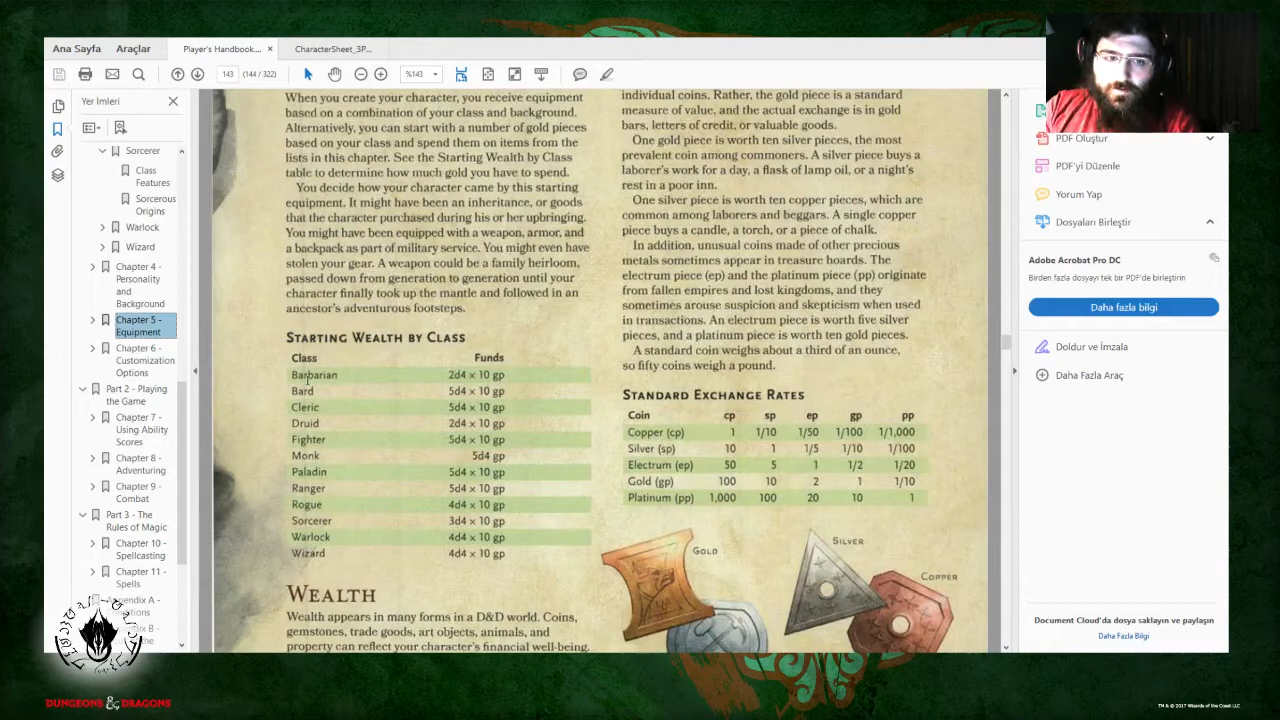 Ana Sayfa
Araçlar
Player's Handbook....
CharacterSheet_3P...
143
(144 / 322)
%143
Yer İmleri
Sorcerer
Class
Features
Sorcerous
Origins
Warlock
Wizard
Chapter 4 -
Personality
and
Background
Chapter 5 -
Equipment
Chapter 6 -
Customization
Options
Part 2 - Playing
the Game
Chapter 7 -
Using Ability
Scores
Chapter 8 -
Adventuring
Chapter 9 -
Combat
Part 3 - The
Rules of Magic
Chapter 10 -
Spellcasting
Chapter 11 -
Spells
When you create your character, you receive equipment
based on a combination of your class and background.
Alternatively, you can start with a number of gold pieces
based on your class and spend them on items from the
lists in this chapter. See the Starting Wealth by Class
table to determine how much gold you have to spend.
You decide how your character came by this starting
equipment. It might have been an inheritance, or goods
that the character purchased during his or her upbringing.
You might have been equipped with a weapon, armor, and
a backpack as part of military service. You might even have
stolen your gear. A weapon could be a family heirloom,
passed down from generation to generation until your
character finally took up the mantle and followed in an
ancestor's adventurous footsteps.
STARTING WEALTH BY CLASS
Class Funds
Barbarian 2d4 × 10 gp
Bard 5d4 × 10 gp
Cleric 5d4 × 10 gp
Druid 2d4 × 10 gp
Fighter 5d4 × 10 gp
Monk 5d4 gp
Paladin 5d4 × 10 gp
Ranger 5d4 × 10 gp
Rogue 4d4 × 10 gp
Sorcerer 3d4 × 10 gp
Warlock 4d4 × 10 gp
Wizard 4d4 × 10 gp
WEALTH
Wealth appears in many forms in a D&D world. Coins,
gemstones, trade goods, art objects, animals, and
property can reflect your character's financial well-being.
individual coins. Rather, the gold piece is a standard
measure of value, and the actual exchange is in gold
bars, letters of credit, or valuable goods.
One gold piece is worth ten silver pieces, the most
prevalent coin among commoners. A silver piece buys a
laborer's work for a day, a flask of lamp oil, or a night's
rest in a poor inn.
One silver piece is worth ten copper pieces, which are
common among laborers and beggars. A single copper
piece buys a candle, a torch, or a piece of chalk.
In addition, unusual coins made of other precious
metals sometimes appear in treasure hoards. The
electrum piece (ep) and the platinum piece (pp) originate
from fallen empires and lost kingdoms, and they
sometimes arouse suspicion and skepticism when used
in transactions. An electrum piece is worth five silver
pieces, and a platinum piece is worth ten gold pieces.
A standard coin weighs about a third of an ounce,
so fifty coins weigh a pound.
STANDARD EXCHANGE RATES
Coin cp sp ep gp pp
Copper (cp) 1 1/10 1/50 1/100 1/1,000
Silver (sp) 10 1 1/5 1/10 1/100
Electrum (ep) 50 5 1 1/2 1/20
Gold (gp) 100 10 2 1 1/10
Platinum (pp) 1,000 100 20 10 1
GOLD
SILVER
COPPER
PDF Oluştur
PDF'yi Düzenle
Yorum Yap
Dosyaları Birleştir
Adobe Acrobat Pro DC
Birden fazla dosyayı tek bir PDF'de birleştirin
Daha fazla bilgi
Doldur ve İmzala
Daha Fazla Araç
Document Cloud'da dosya saklayın ve paylaşın
Daha Fazla Bilgi
DUNGEONS & DRAGONS
TM & © 2017 Wizards of the Coast LLC